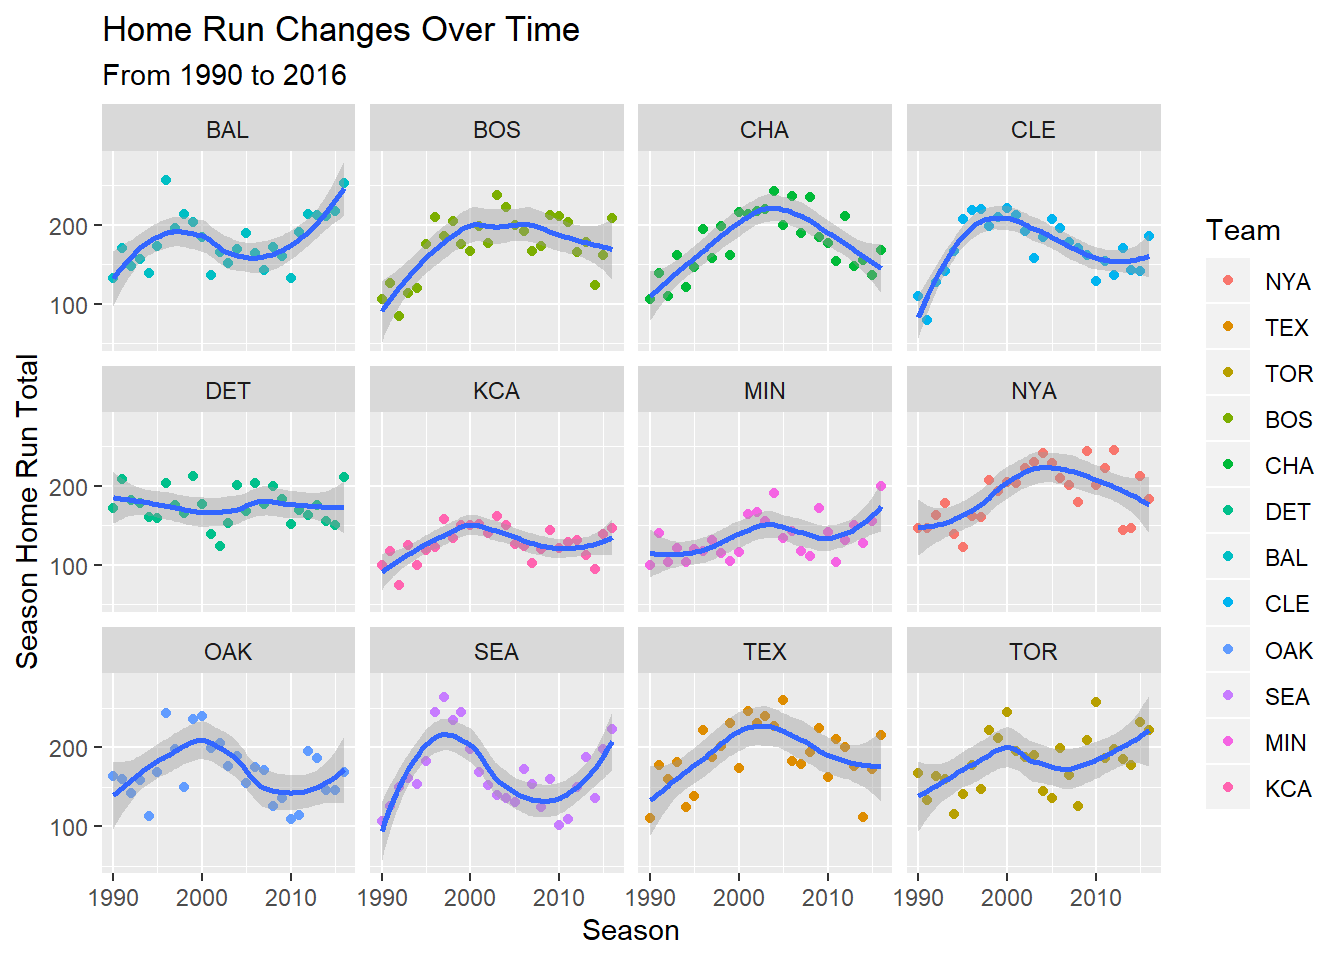 Home Run Changes Over Time
From 1990 to 2016
BAL BOS CHA CLE
200
100
DET KCA MIN NYA
200
100
OAK SEA TEX TOR
200
100
1990 2000 2010 1990 2000 2010 1990 2000 2010 1990 2000 2010
Season
Season Home Run Total
Team
NYA
TEX
TOR
BOS
CHA
DET
BAL
CLE
OAK
SEA
MIN
KCA